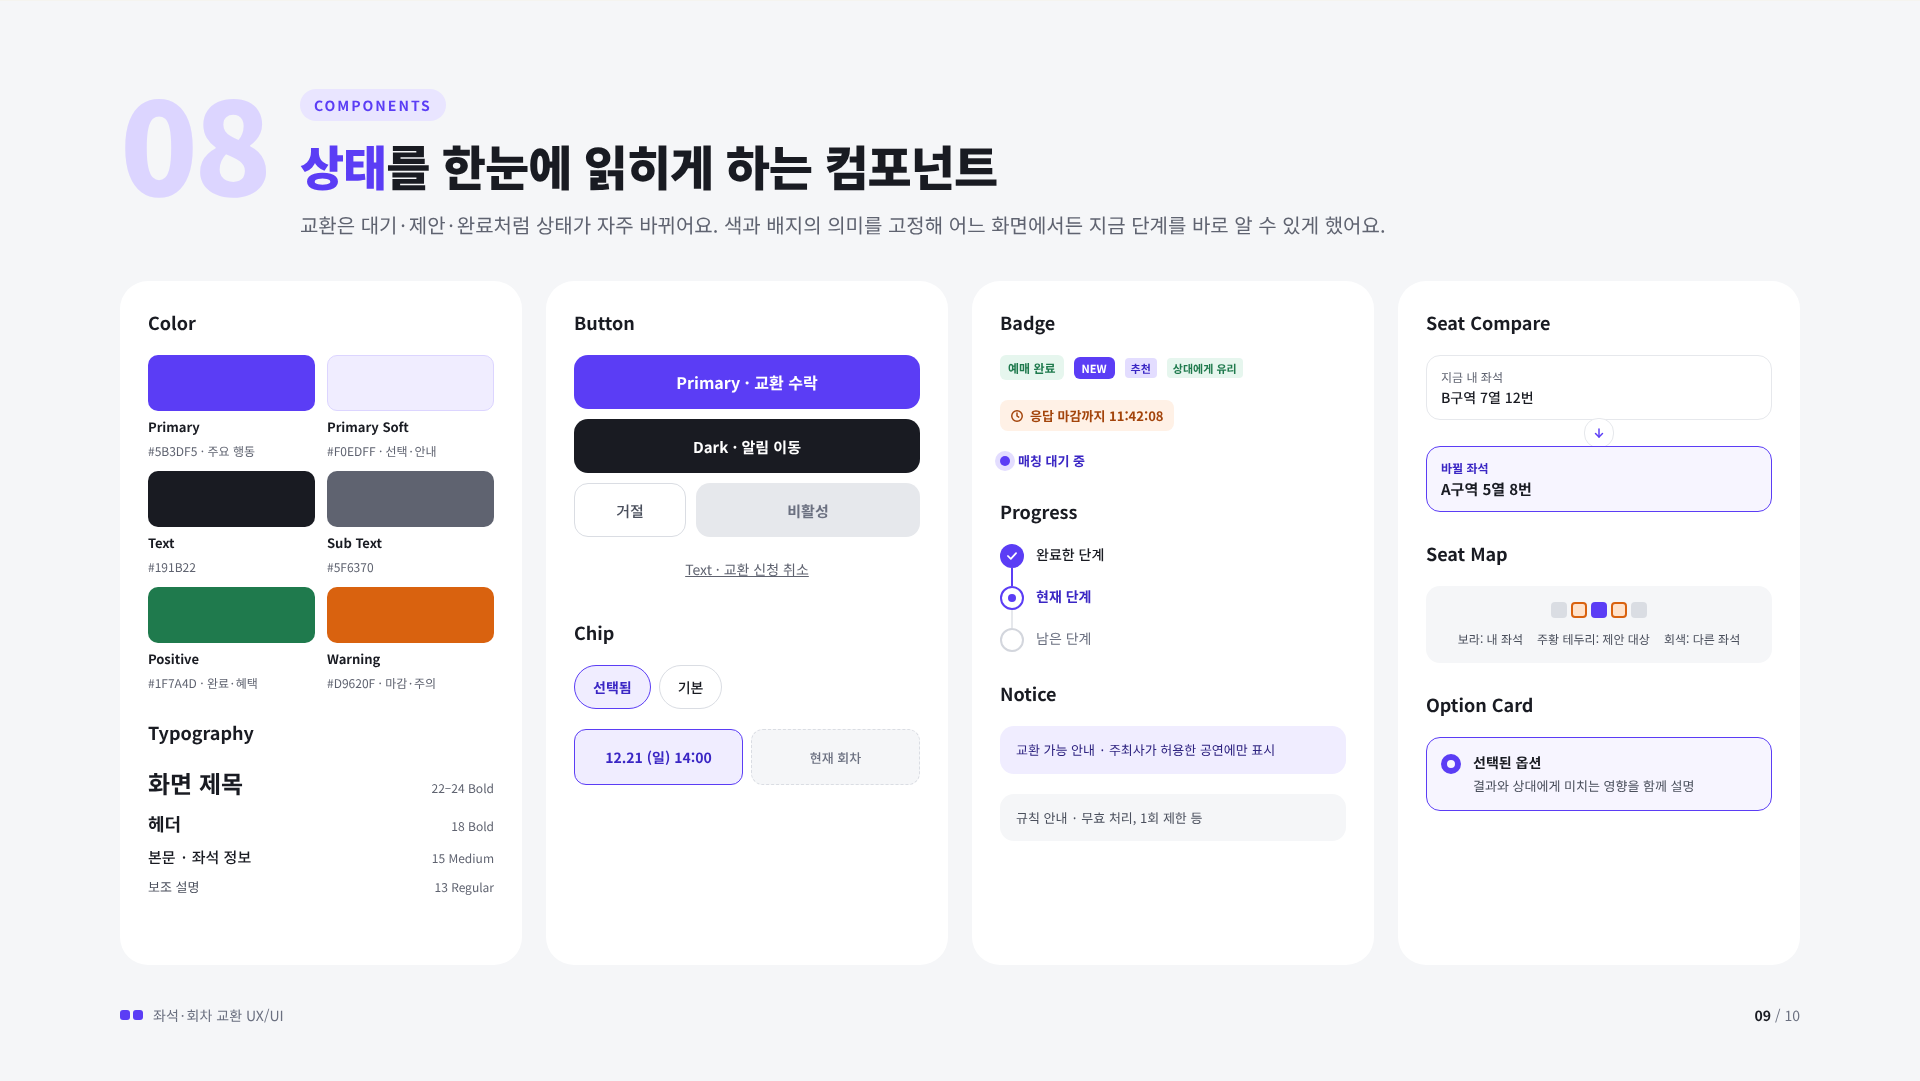 08
COMPONENTS
상태를 한눈에 읽히게 하는 컴포넌트
교환은 대기·제안·완료처럼 상태가 자주 바뀌어요. 색과 배지의 의미를 고정해 어느 화면에서든 지금 단계를 바로 알 수 있게 했어요.
Color
Primary
#5B3DF5 · 주요 행동
Primary Soft
#F0EDFF · 선택·안내
Text
#191B22
Sub Text
#5F6370
Positive
#1F7A4D · 완료·혜택
Warning
#D9620F · 마감·주의
Typography
화면 제목 22–24 Bold
헤더 18 Bold
본문 · 좌석 정보 15 Medium
보조 설명 13 Regular
Button
Primary · 교환 수락
Dark · 알림 이동
거절 비활성
Text · 교환 신청 취소
Chip
선택됨 기본
12.21 (일) 14:00 현재 회차
Badge
예매 완료 NEW 추천 상대에게 유리
응답 마감까지 11:42:08
매칭 대기 중
Progress
완료한 단계
현재 단계
남은 단계
Notice
교환 가능 안내 · 주최사가 허용한 공연에만 표시
규칙 안내 · 무효 처리, 1회 제한 등
Seat Compare
지금 내 좌석
B구역 7열 12번
바뀔 좌석
A구역 5열 8번
Seat Map
보라: 내 좌석 주황 테두리: 제안 대상 회색: 다른 좌석
Option Card
선택된 옵션
결과와 상대에게 미치는 영향을 함께 설명
좌석·회차 교환 UX/UI
09 / 10